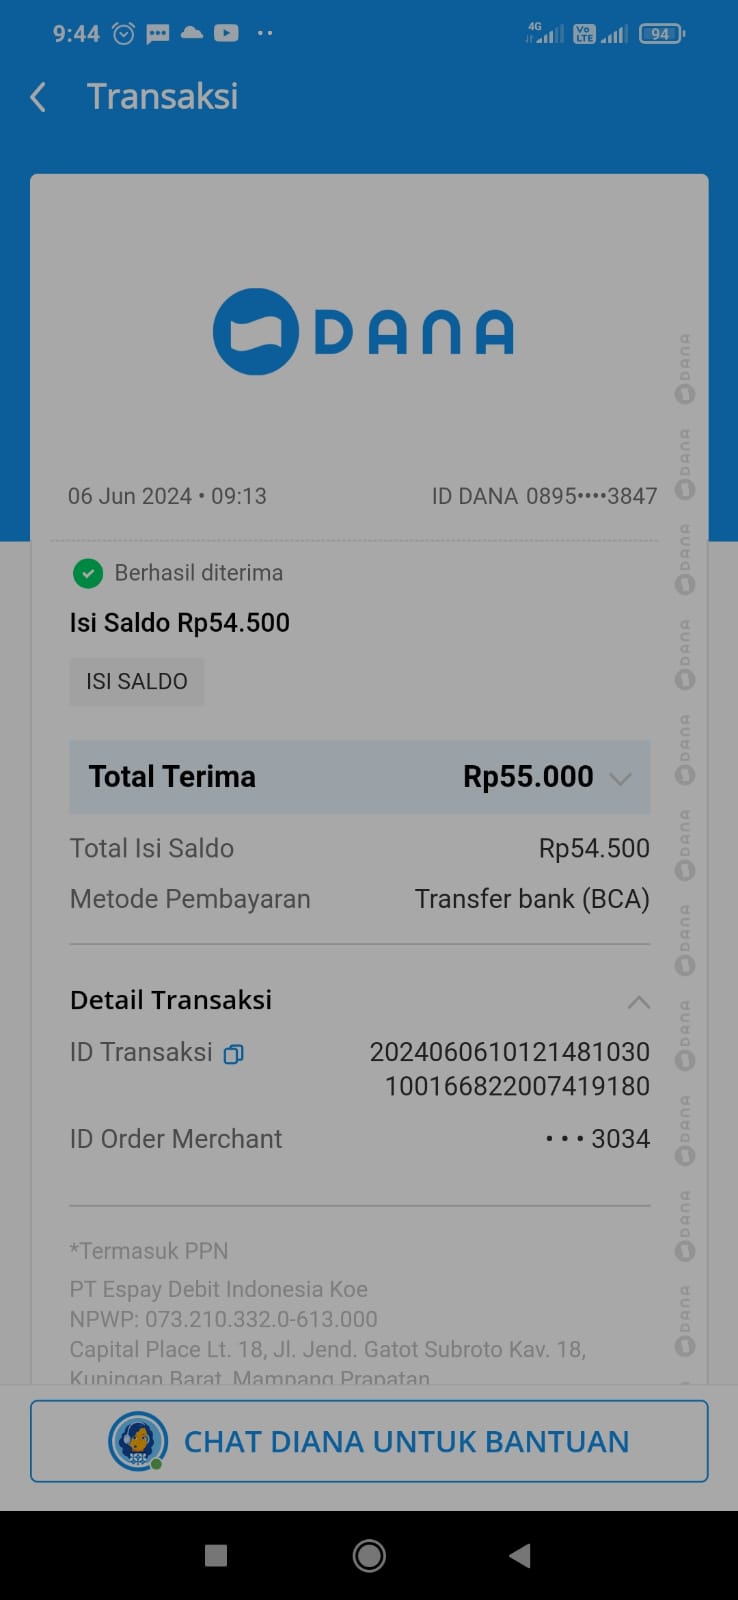 9:44
4G
Vo
LTE
94
Transaksi
DANA
06 Jun 2024 • 09:13
ID DANA 0895••••3847
Berhasil diterima
Isi Saldo Rp54.500
ISI SALDO
Total Terima Rp55.000
Total Isi Saldo Rp54.500
Metode Pembayaran Transfer bank (BCA)
Detail Transaksi
ID Transaksi 2024060610121481030
100166822007419180
ID Order Merchant • • • 3034
*Termasuk PPN
PT Espay Debit Indonesia Koe
NPWP: 073.210.332.0-613.000
Capital Place Lt. 18, Jl. Jend. Gatot Subroto Kav. 18,
Kuningan Barat, Mampang Prapatan
CHAT DIANA UNTUK BANTUAN
DANA
DANA
DANA
DANA
DANA
DANA
DANA
DANA
DANA
DANA
DANA